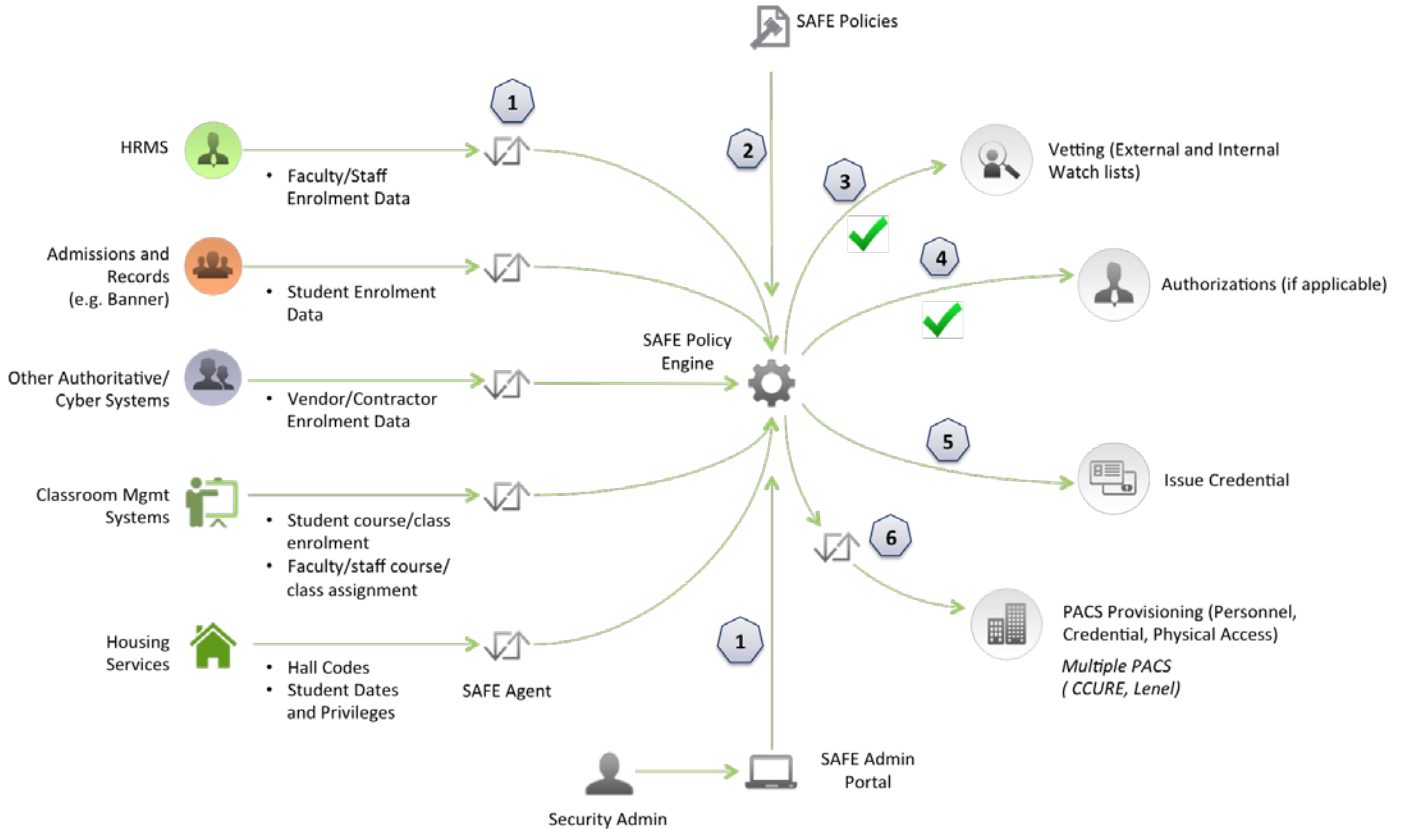 SAFE Policies
1
2
HRMS
• Faculty/Staff
Enrolment Data
3
Vetting (External and Internal
Watch lists)
Admissions and
Records
(e.g. Banner)
• Student Enrolment
Data
4
Authorizations (if applicable)
SAFE Policy
Engine
Other Authoritative/
Cyber Systems
• Vendor/Contractor
Enrolment Data
5
Issue Credential
Classroom Mgmt
Systems
• Student course/class
enrolment
• Faculty/staff course/
class assignment
6
PACS Provisioning (Personnel,
Credential, Physical Access)
Multiple PACS
( CCURE, Lenel)
Housing
Services
• Hall Codes
• Student Dates
and Privileges
SAFE Agent
1
SAFE Admin
Portal
Security Admin